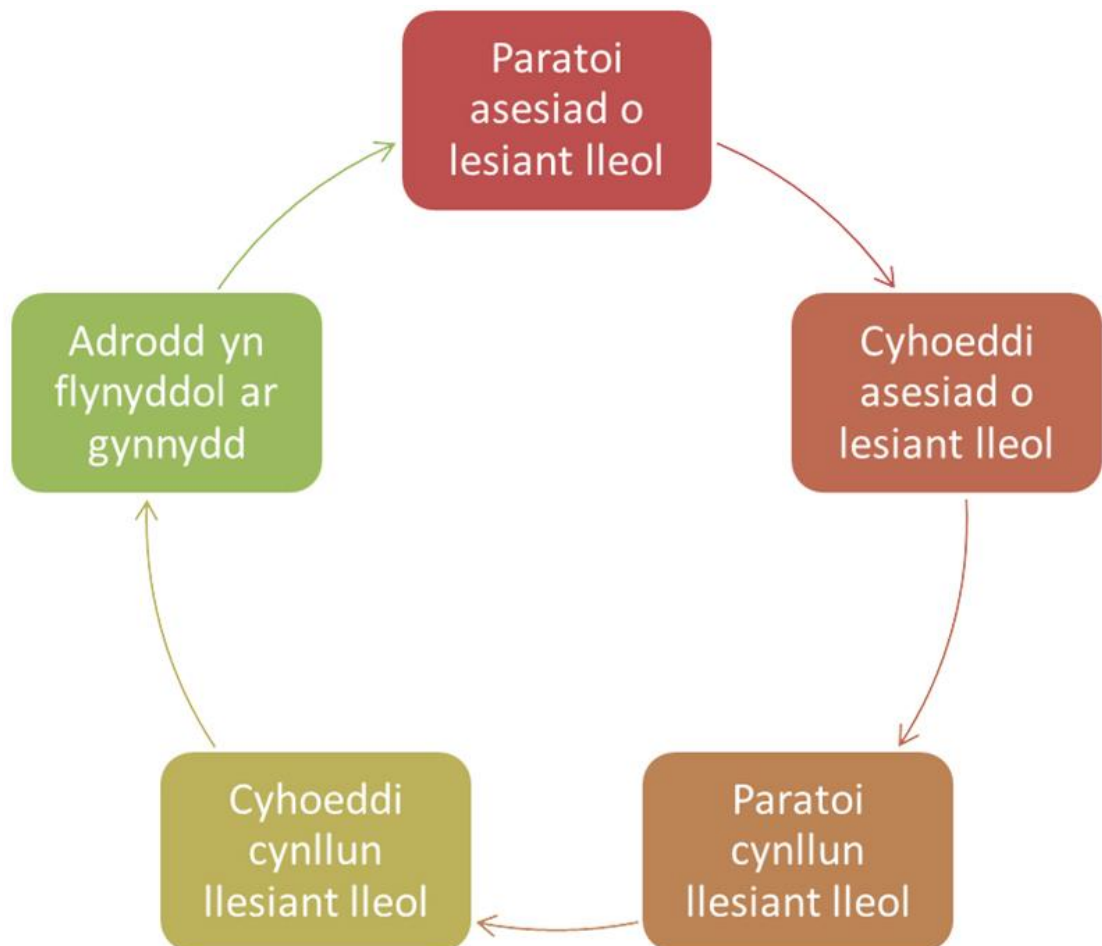 Paratoi
asesiad o
lesiant lleol
Cyhoeddi
asesiad o
lesiant lleol
Paratoi
cynllun
llesiant lleol
Cyhoeddi
cynllun
llesiant lleol
Adrodd yn
flynyddol ar
gynnydd